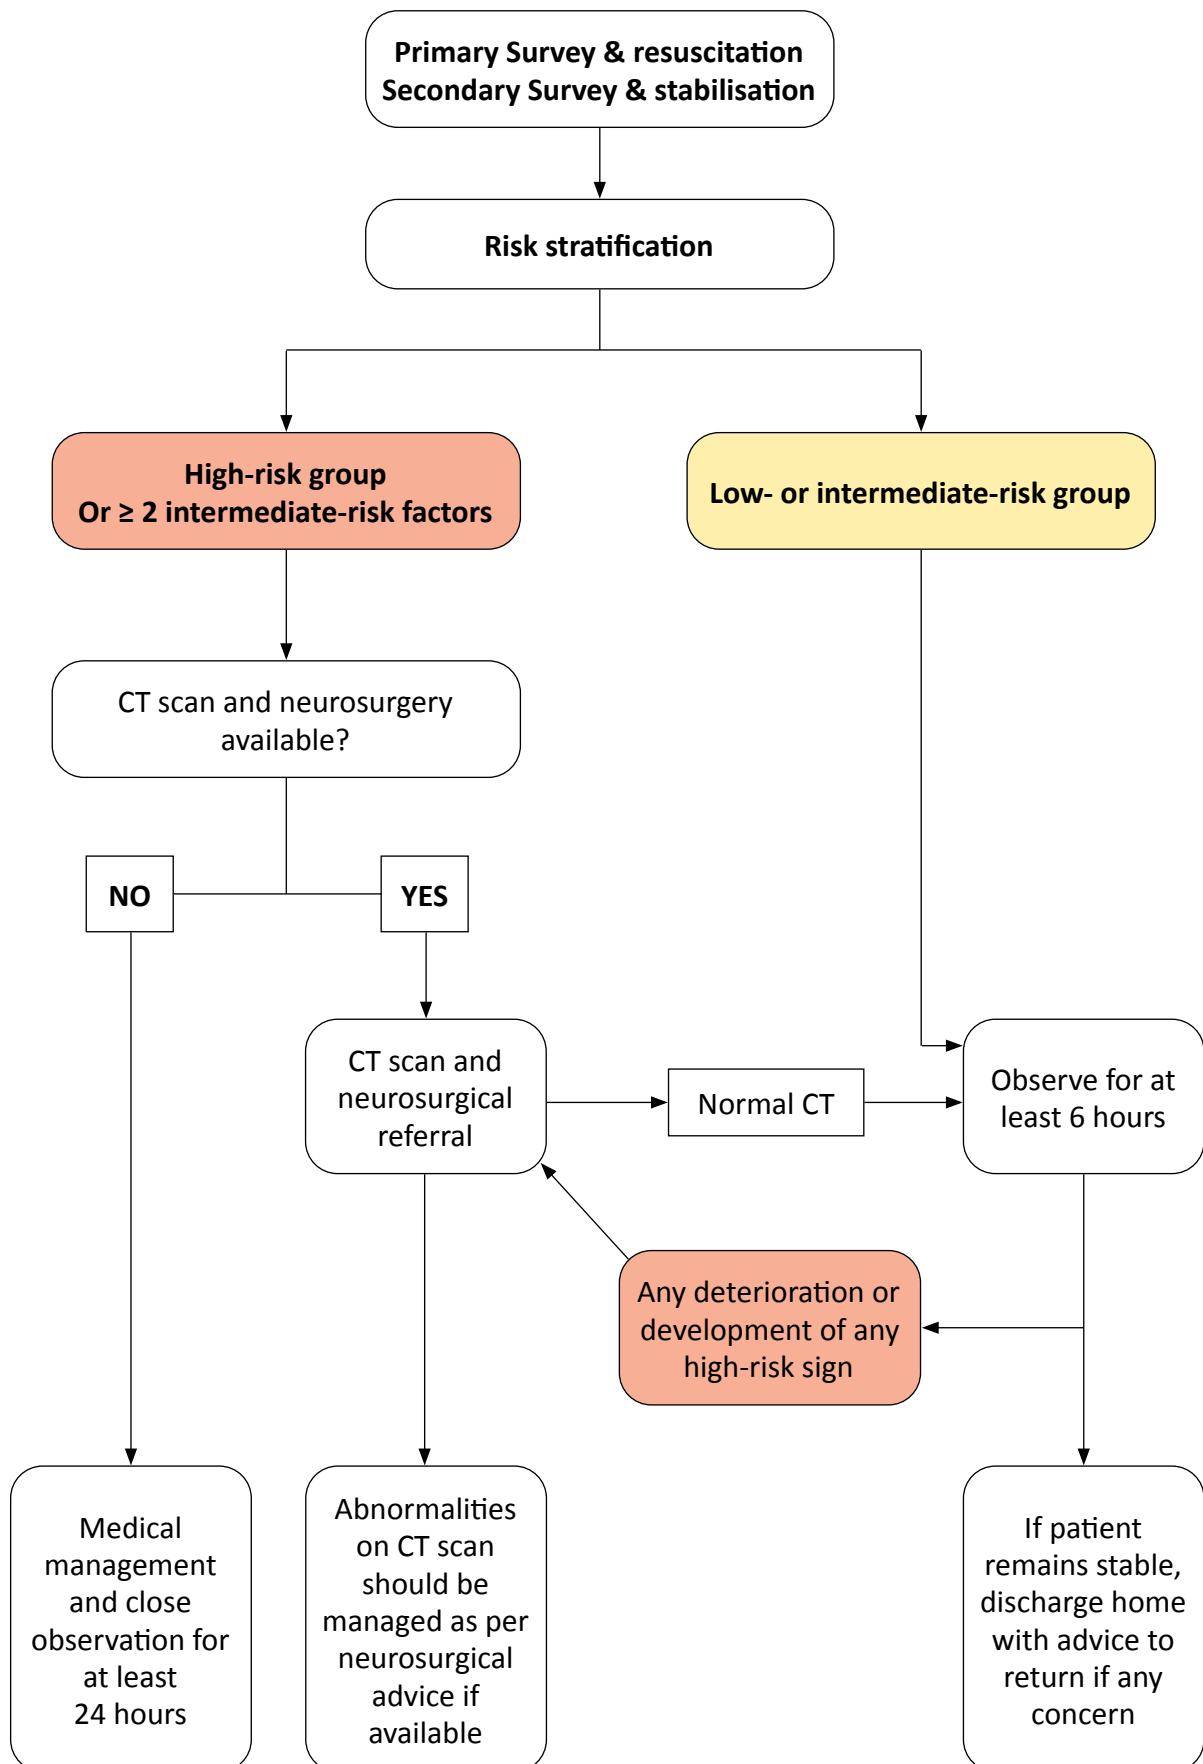 Primary Survey & resuscitation
Secondary Survey & stabilisation
Risk stratification
High-risk group
Or ≥ 2 intermediate-risk factors
Low- or intermediate-risk group
CT scan and neurosurgery
available?
NO
YES
CT scan and
neurosurgical
referral
Normal CT
Observe for at
least 6 hours
Any deterioration or
development of any
high-risk sign
Medical
management
and close
observation for
at least
24 hours
Abnormalities
on CT scan
should be
managed as per
neurosurgical
advice if
available
If patient
remains stable,
discharge home
with advice to
return if any
concern